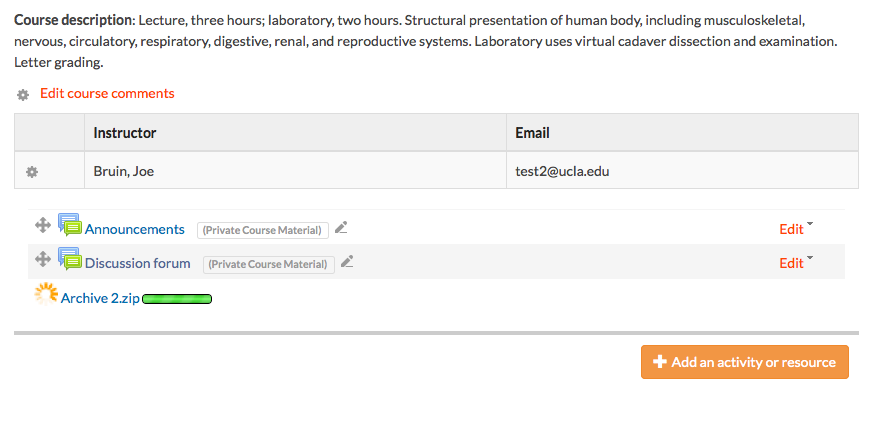 Course description: Lecture, three hours; laboratory, two hours. Structural presentation of human body, including musculoskeletal,
nervous, circulatory, respiratory, digestive, renal, and reproductive systems. Laboratory uses virtual cadaver dissection and examination.
Letter grading.
Edit course comments
Instructor Email
Bruin, Joe test2@ucla.edu
Announcements (Private Course Material) Edit
Discussion forum (Private Course Material) Edit
Archive 2.zip
Add an activity or resource